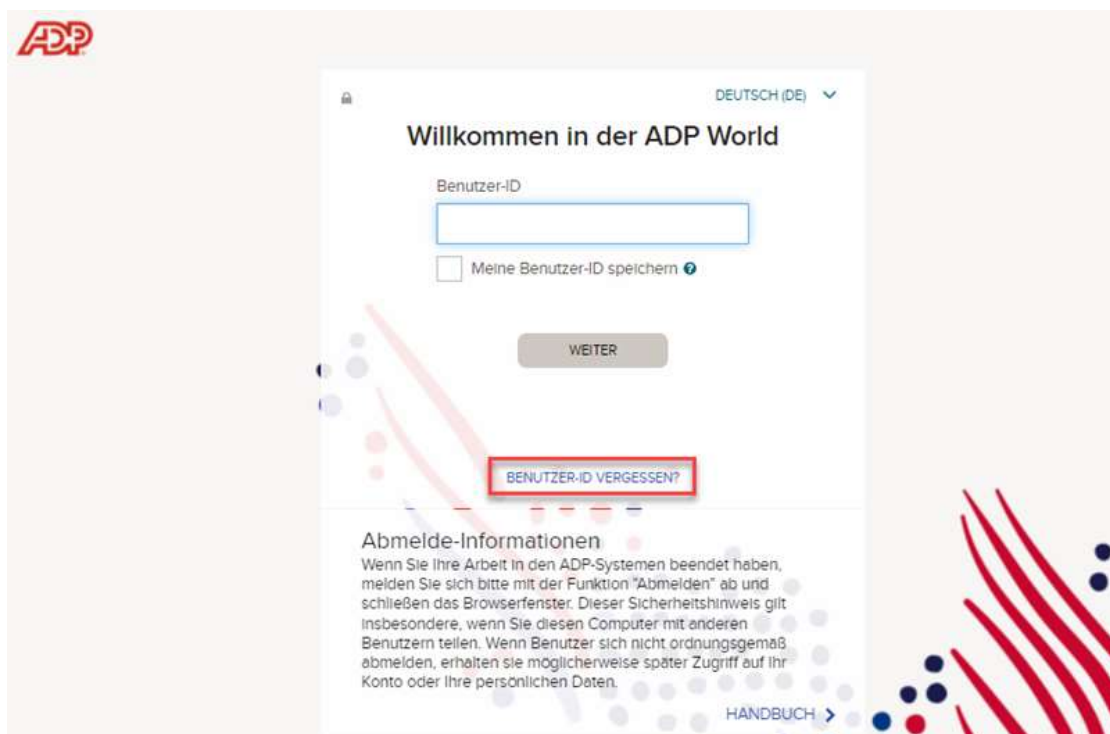 ADP
DEUTSCH (DE)
Willkommen in der ADP World
Benutzer-ID
Meine Benutzer-ID speichern
WEITER
BENUTZER-ID VERGESSEN?
Abmelde-Informationen
Wenn Sie Ihre Arbeit in den ADP-Systemen beendet haben,
melden Sie sich bitte mit der Funktion "Abmelden" ab und
schließen das Browserfenster. Dieser Sicherheitshinweis gilt
insbesondere, wenn Sie diesen Computer mit anderen
Benutzern teilen. Wenn Benutzer sich nicht ordnungsgemäß
abmelden, erhalten sie möglicherweise später Zugriff auf Ihr
Konto oder Ihre persönlichen Daten.
HANDBUCH